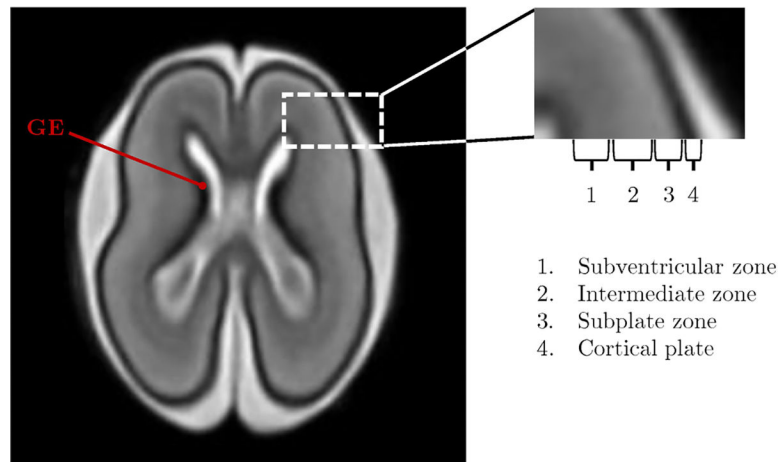 GE
1 2 3 4
1. Subventricular zone
2. Intermediate zone
3. Subplate zone
4. Cortical plate